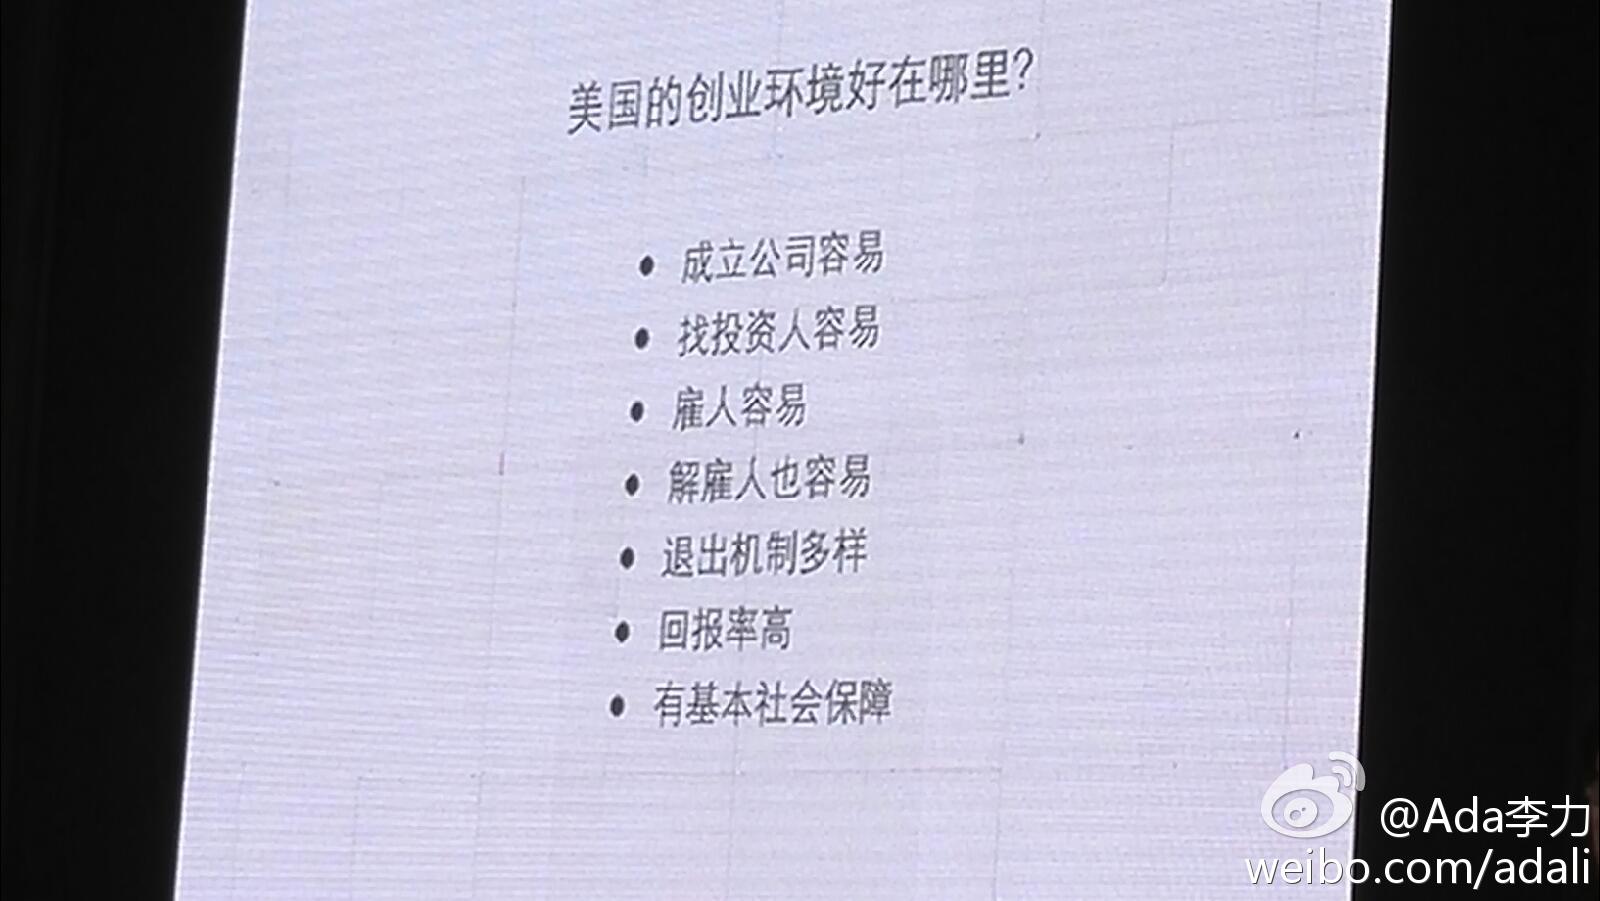 美国的创业环境好在哪里?
• 成立公司容易
• 找投资人容易
• 雇人容易
• 解雇人也容易
• 退出机制多样
• 回报率高
• 有基本社会保障
@Ada李力
weibo.com/adali